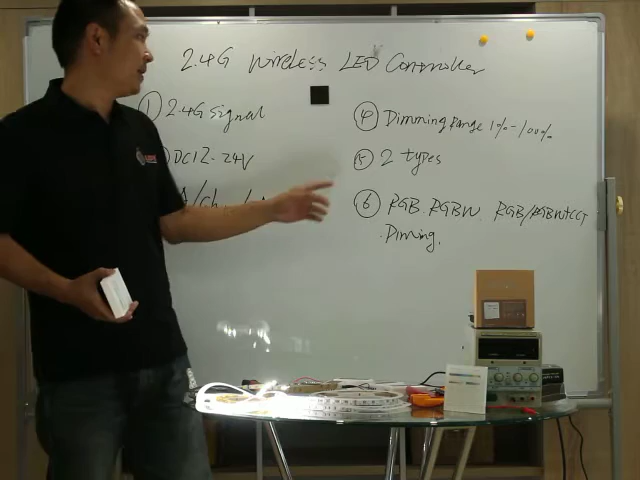 2.4G Wireless LED Controller
① 2.4G signal
DC12-24V
A/ch
④ Dimming Range 1%-100%
⑤ 2 types
⑥ RGB. RGBW. RGB/RGBW+CCT
Diming.